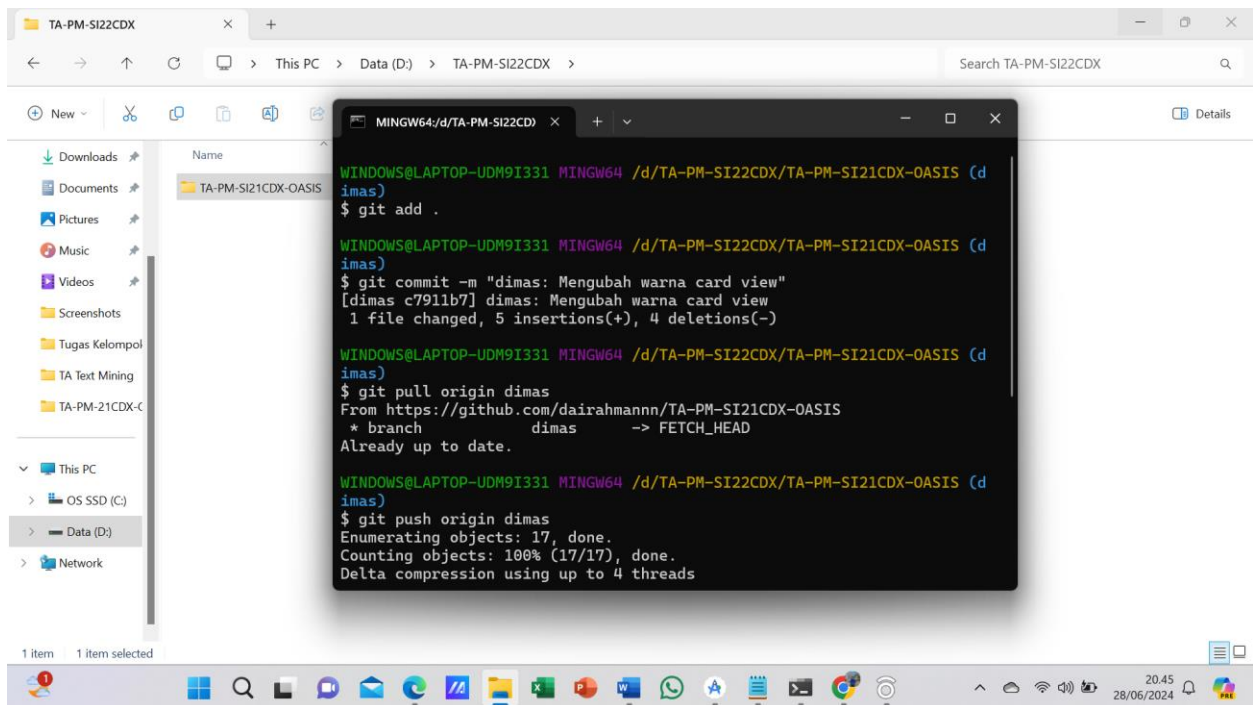 TA-PM-SI22CDX
This PC > Data (D:) > TA-PM-SI22CDX >
Search TA-PM-SI22CDX
New
Details
Downloads
Documents
Pictures
Music
Videos
Screenshots
Tugas Kelompok
TA Text Mining
TA-PM-21CDX-C
This PC
OS SSD (C:)
Data (D:)
Network
Name
TA-PM-SI21CDX-OASIS
MINGW64:/d/TA-PM-SI22CD
WINDOWS@LAPTOP-UDM9I331 MINGW64 /d/TA-PM-SI22CDX/TA-PM-SI21CDX-OASIS (d
imas)
$ git add .
WINDOWS@LAPTOP-UDM9I331 MINGW64 /d/TA-PM-SI22CDX/TA-PM-SI21CDX-OASIS (d
imas)
$ git commit -m "dimas: Mengubah warna card view"
[dimas c7911b7] dimas: Mengubah warna card view
1 file changed, 5 insertions(+), 4 deletions(-)
WINDOWS@LAPTOP-UDM9I331 MINGW64 /d/TA-PM-SI22CDX/TA-PM-SI21CDX-OASIS (d
imas)
$ git pull origin dimas
From https://github.com/dairahmannn/TA-PM-SI21CDX-OASIS
* branch dimas -> FETCH_HEAD
Already up to date.
WINDOWS@LAPTOP-UDM9I331 MINGW64 /d/TA-PM-SI22CDX/TA-PM-SI21CDX-OASIS (d
imas)
$ git push origin dimas
Enumerating objects: 17, done.
Counting objects: 100% (17/17), done.
Delta compression using up to 4 threads
1 item 1 item selected
20.45
28/06/2024